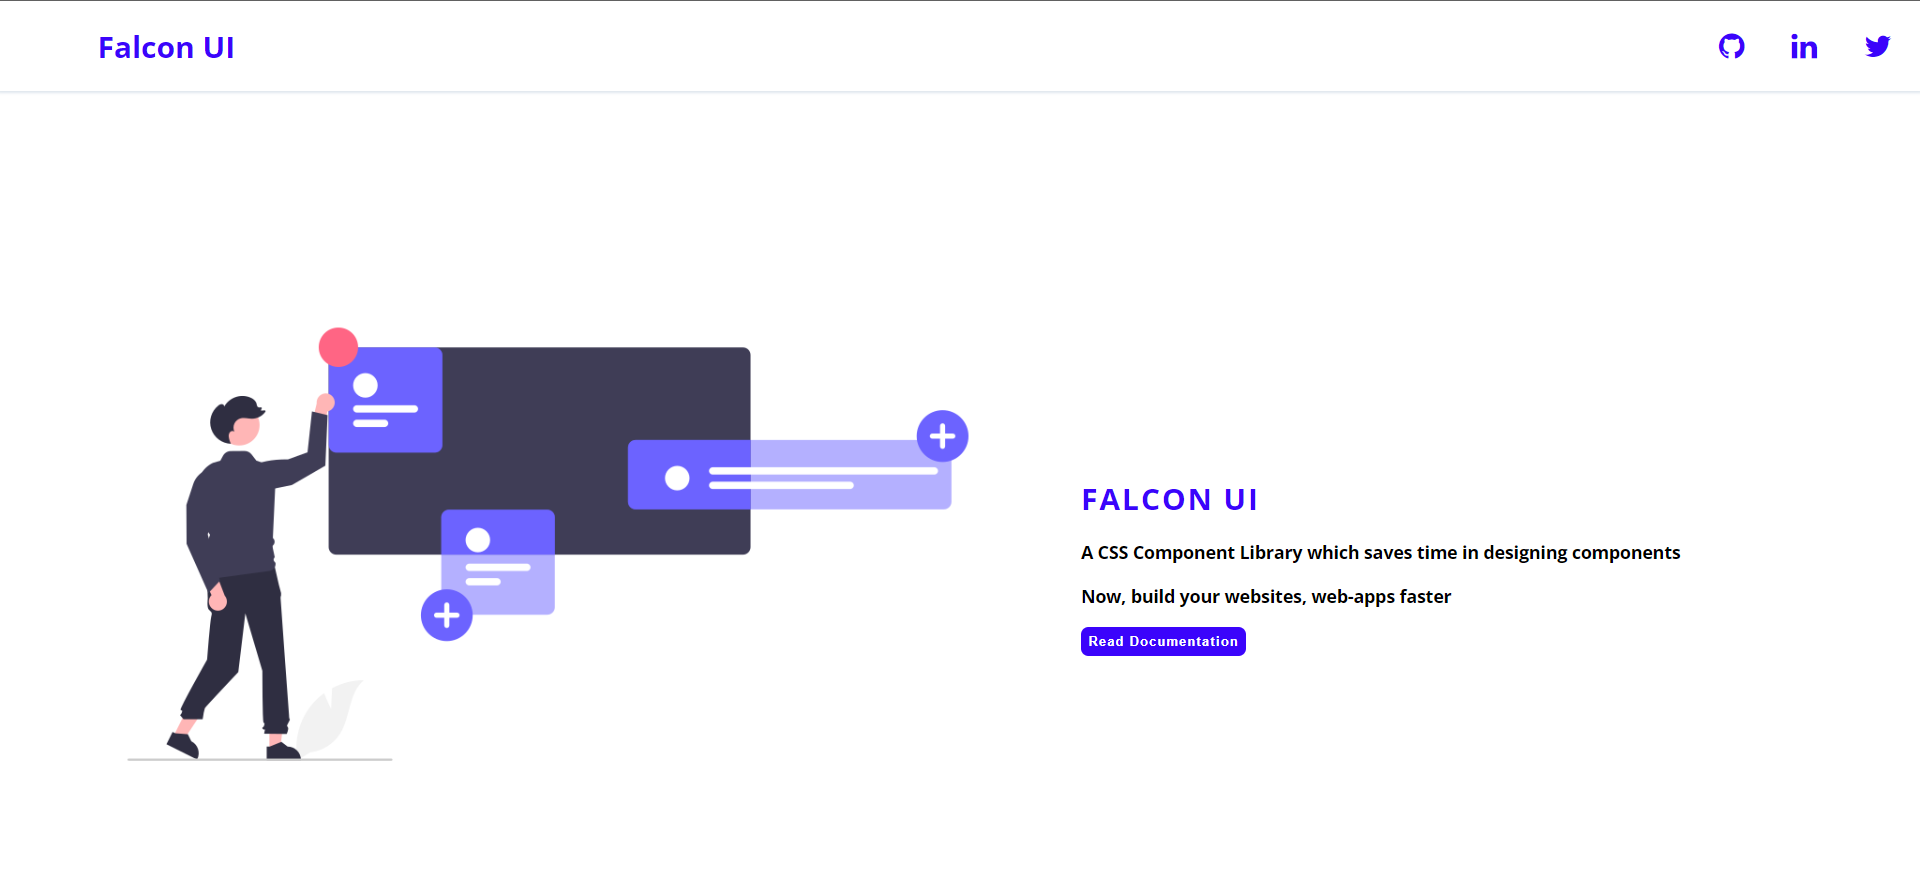 Falcon UI
FALCON UI
A CSS Component Library which saves time in designing components
Now, build your websites, web-apps faster
Read Documentation